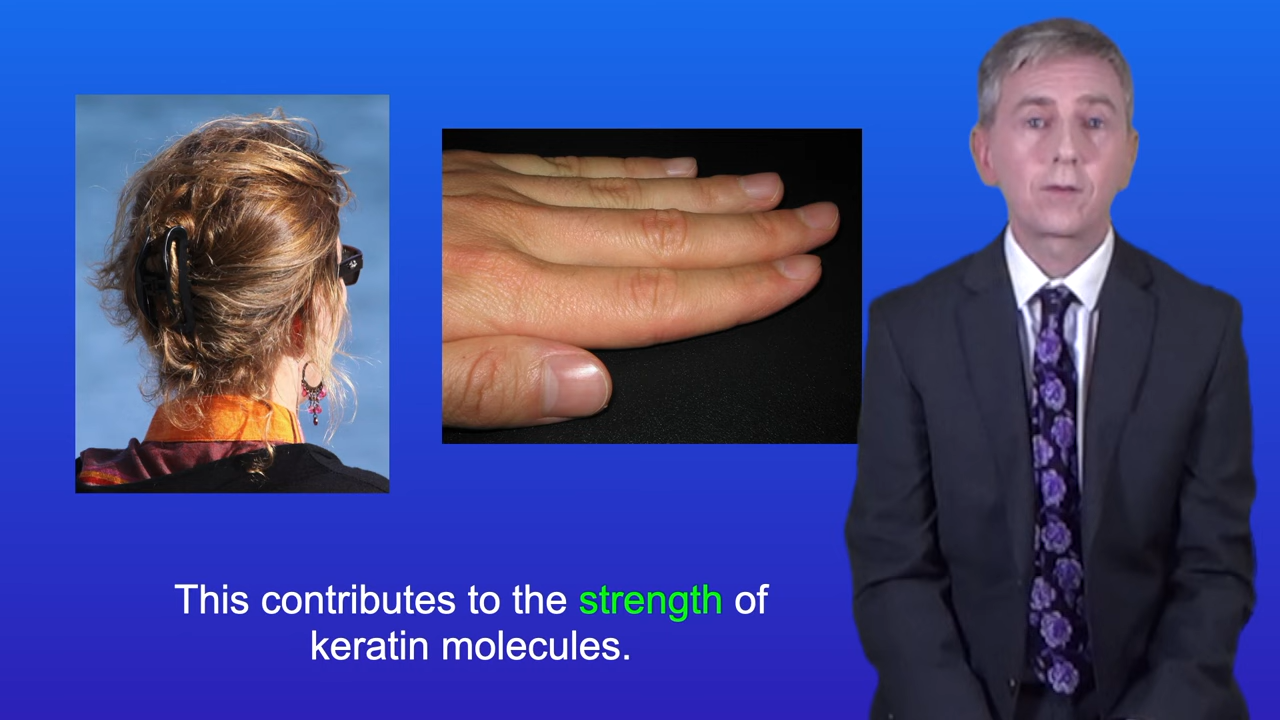 This contributes to the strength of
keratin molecules.